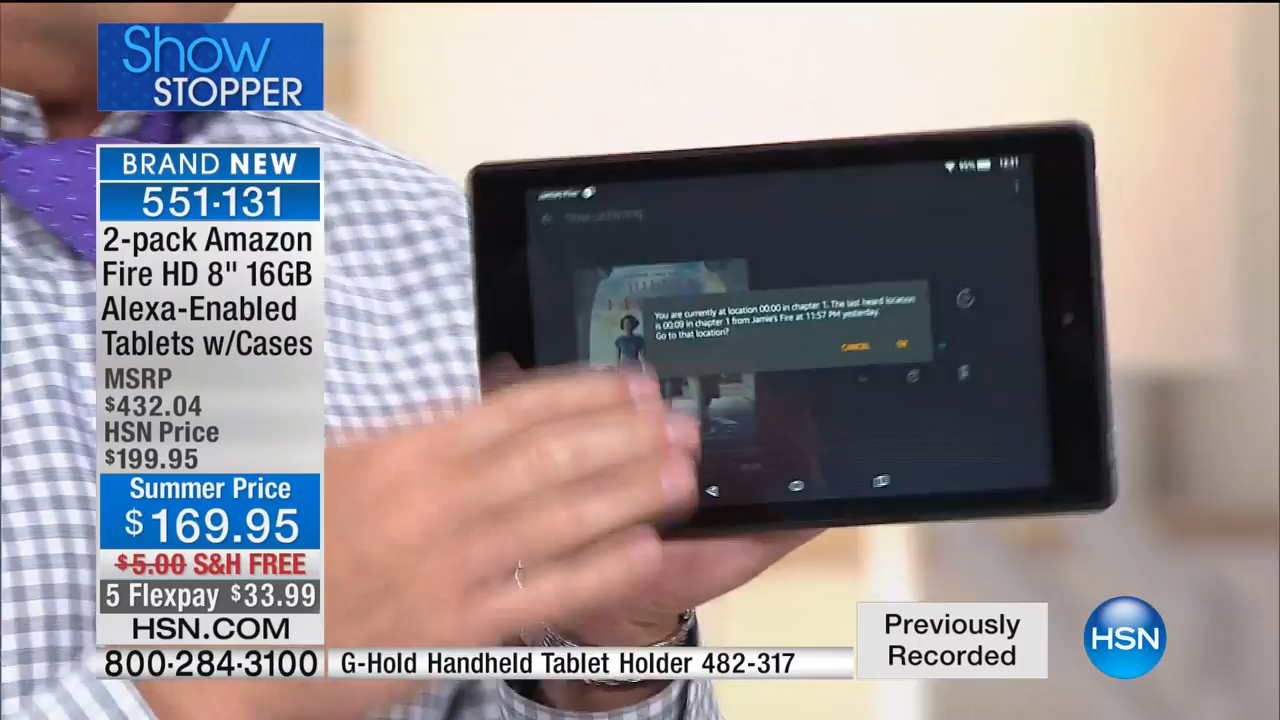 Show
STOPPER
BRAND NEW
551·131
2-pack Amazon
Fire HD 8" 16GB
Alexa-Enabled
Tablets w/Cases
MSRP
$432.04
HSN Price
$199.95
Summer Price
$169.95
$5.00 S&H FREE
5 Flexpay $33.99
HSN.COM
800·284·3100
G-Hold Handheld Tablet Holder 482-317
You are currently at location 00:00 in chapter 1. The last heard location
is 00:09 in chapter 1 from Jamie's Fire at 11:57 PM yesterday.
Go to that location?
CANCEL OK
Previously
Recorded
HSN